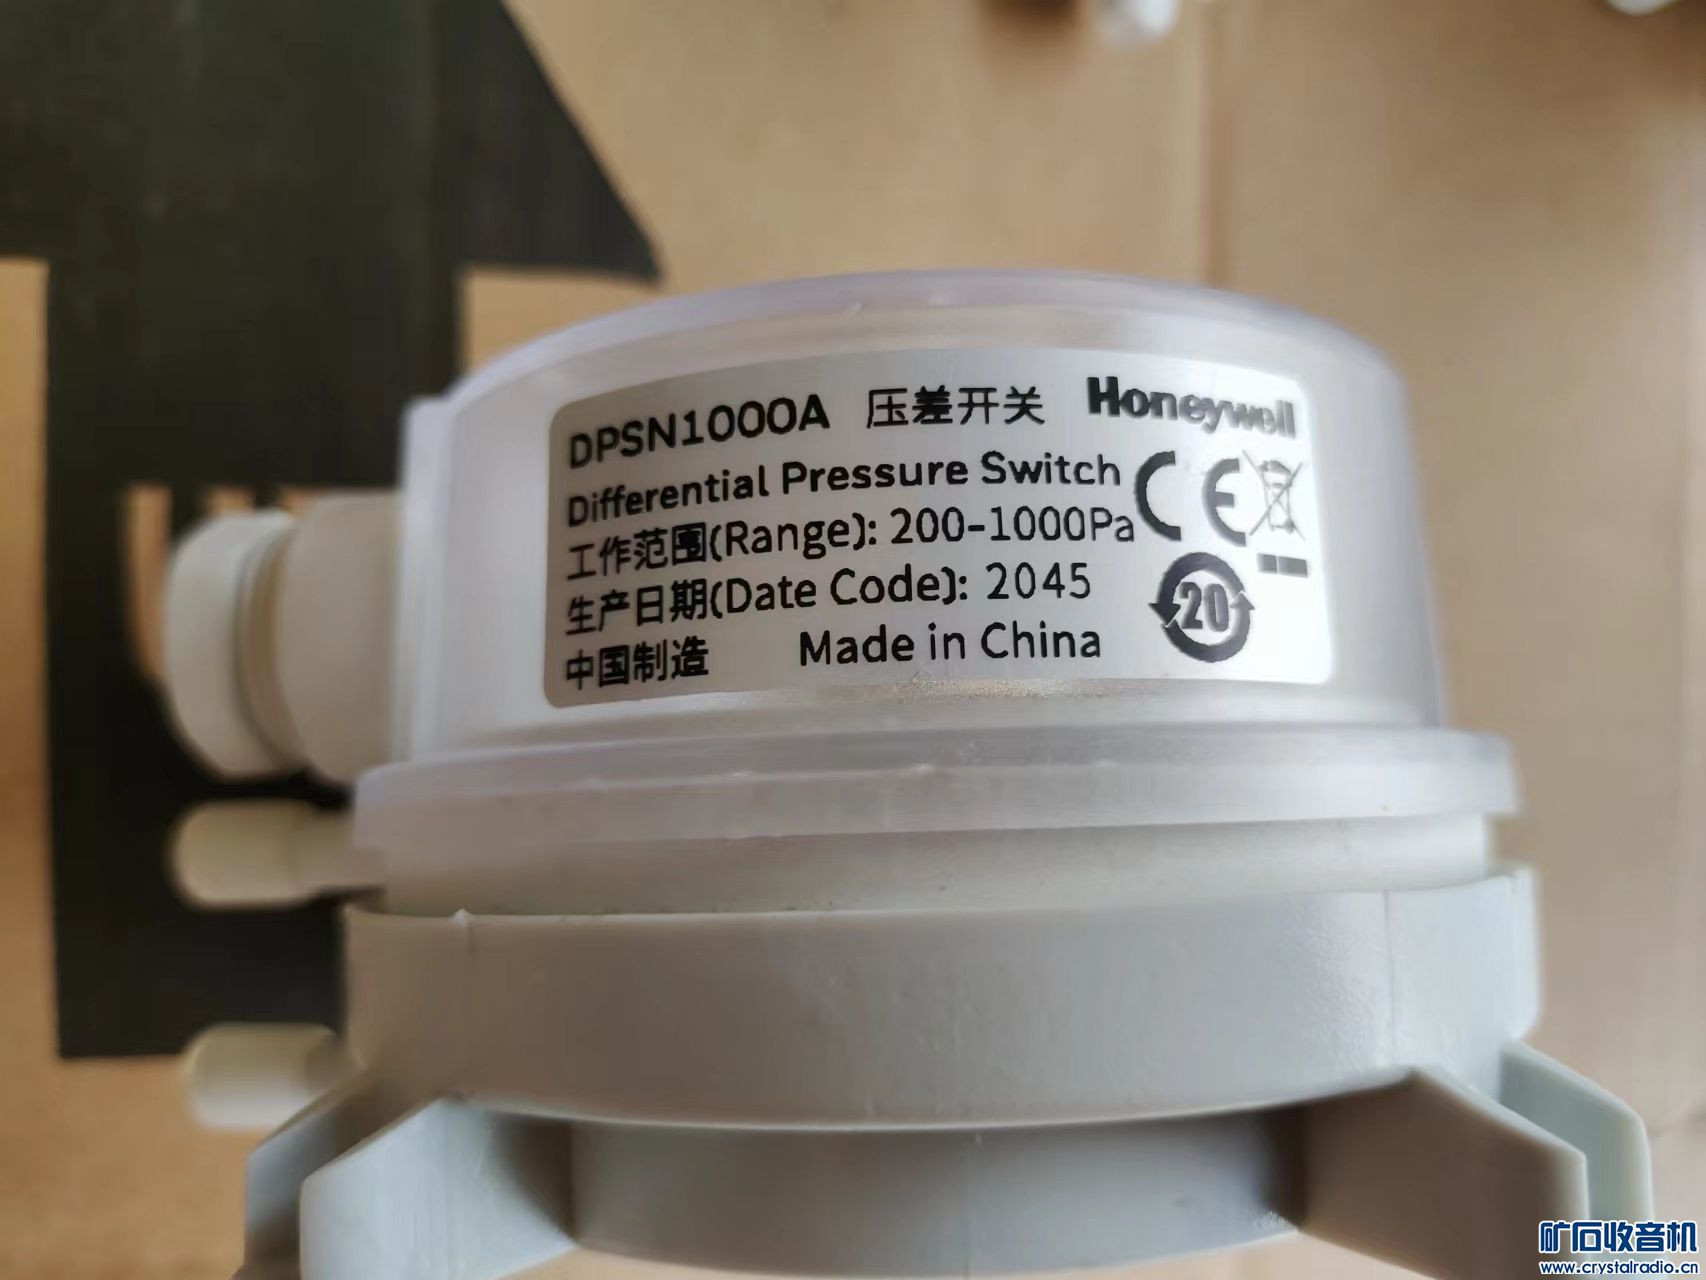 DPSN1000A 压差开关 Honeywell
Differential Pressure Switch CE
工作范围(Range): 200-1000Pa
生产日期(Date Code): 2045
20
中国制造 Made in China
矿石收音机
www.crystalradio.cn